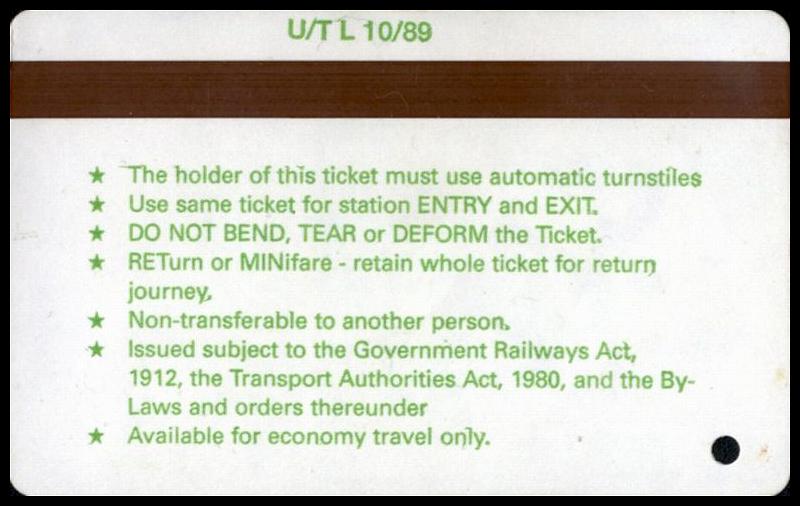 U/T L 10/89
★ The holder of this ticket must use automatic turnstiles
★ Use same ticket for station ENTRY and EXIT.
★ DO NOT BEND, TEAR or DEFORM the Ticket.
★ RETurn or MINifare - retain whole ticket for return
journey.
★ Non-transferable to another person.
★ Issued subject to the Government Railways Act,
1912, the Transport Authorities Act, 1980, and the By-
Laws and orders thereunder
★ Available for economy travel only.